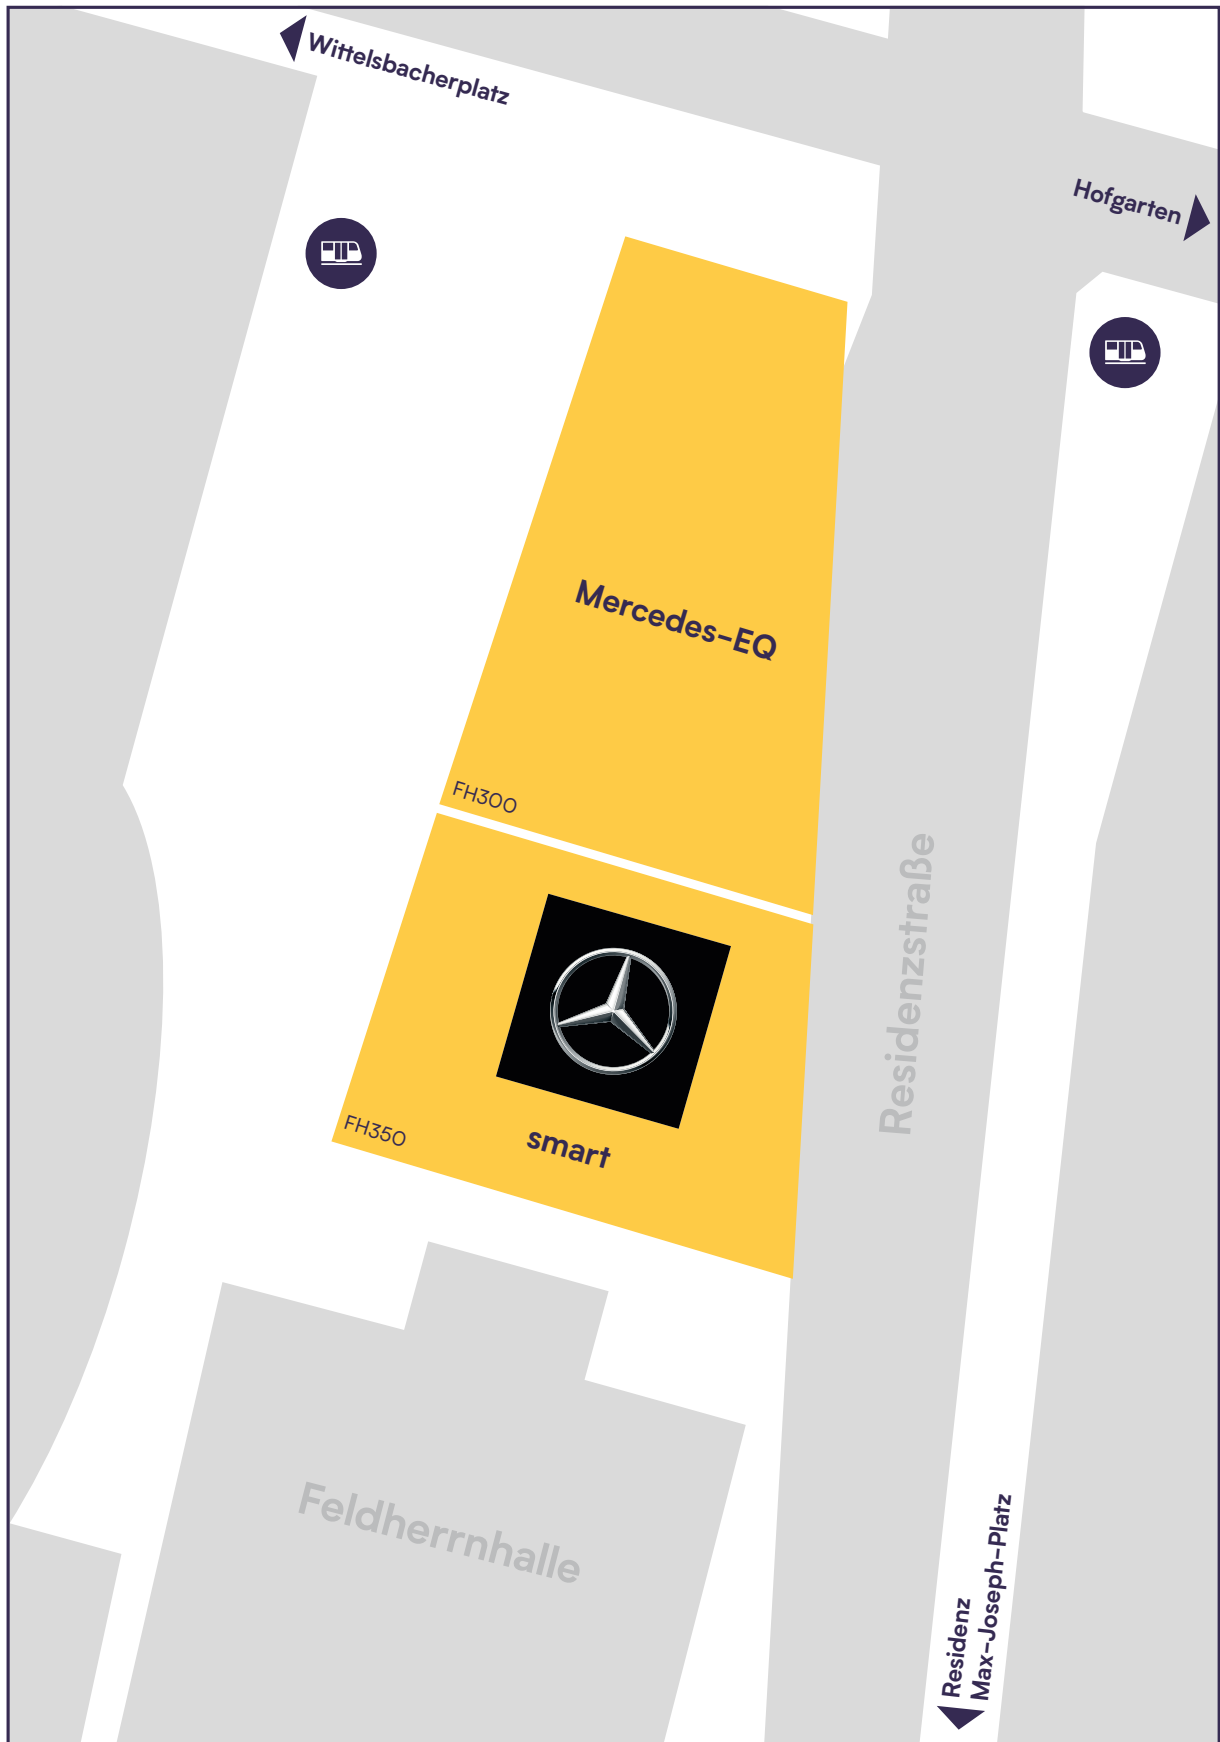 Wittelsbacherplatz
Hofgarten
Mercedes-EQ
FH300
Residenzstraße
FH350
smart
Feldherrnhalle
Residenz
Max-Joseph-Platz